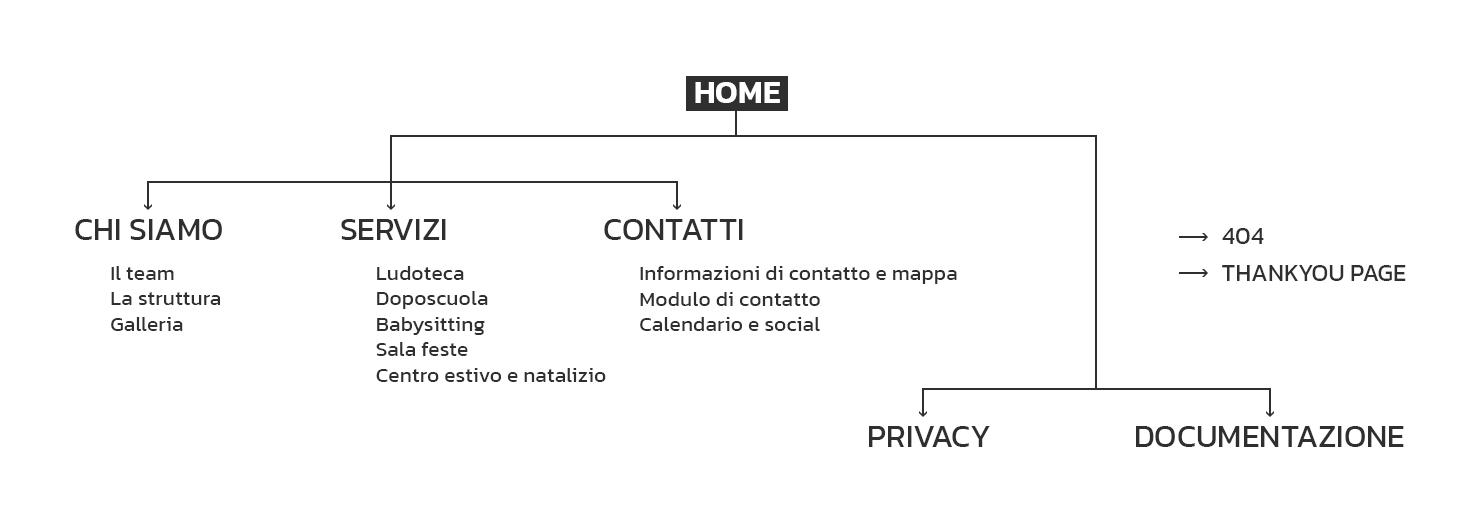 HOME
CHI SIAMO
Il team
La struttura
Galleria
SERVIZI
Ludoteca
Doposcuola
Babysitting
Sala feste
Centro estivo e natalizio
CONTATTI
Informazioni di contatto e mappa
Modulo di contatto
Calendario e social
404
THANKYOU PAGE
PRIVACY
DOCUMENTAZIONE